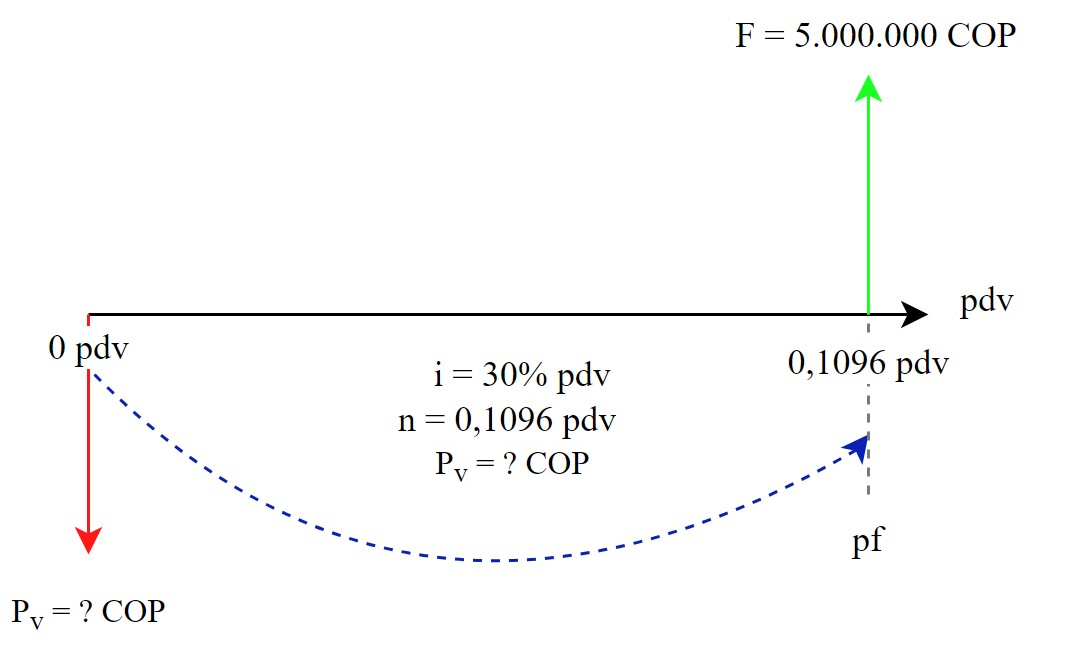 F = 5.000.000 COP
pdv
0 pdv
0,1096 pdv
i = 30% pdv
n = 0,1096 pdv
Pv = ? COP
pf
Pv = ? COP